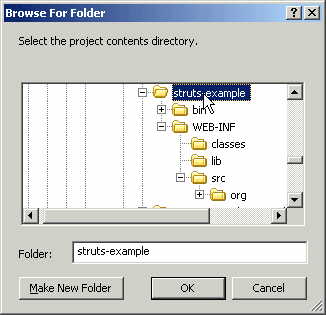 Browse For Folder
Select the project contents directory.
struts-example
bin
WEB-INF
classes
lib
src
org
Folder:
struts-example
Make New Folder
OK
Cancel